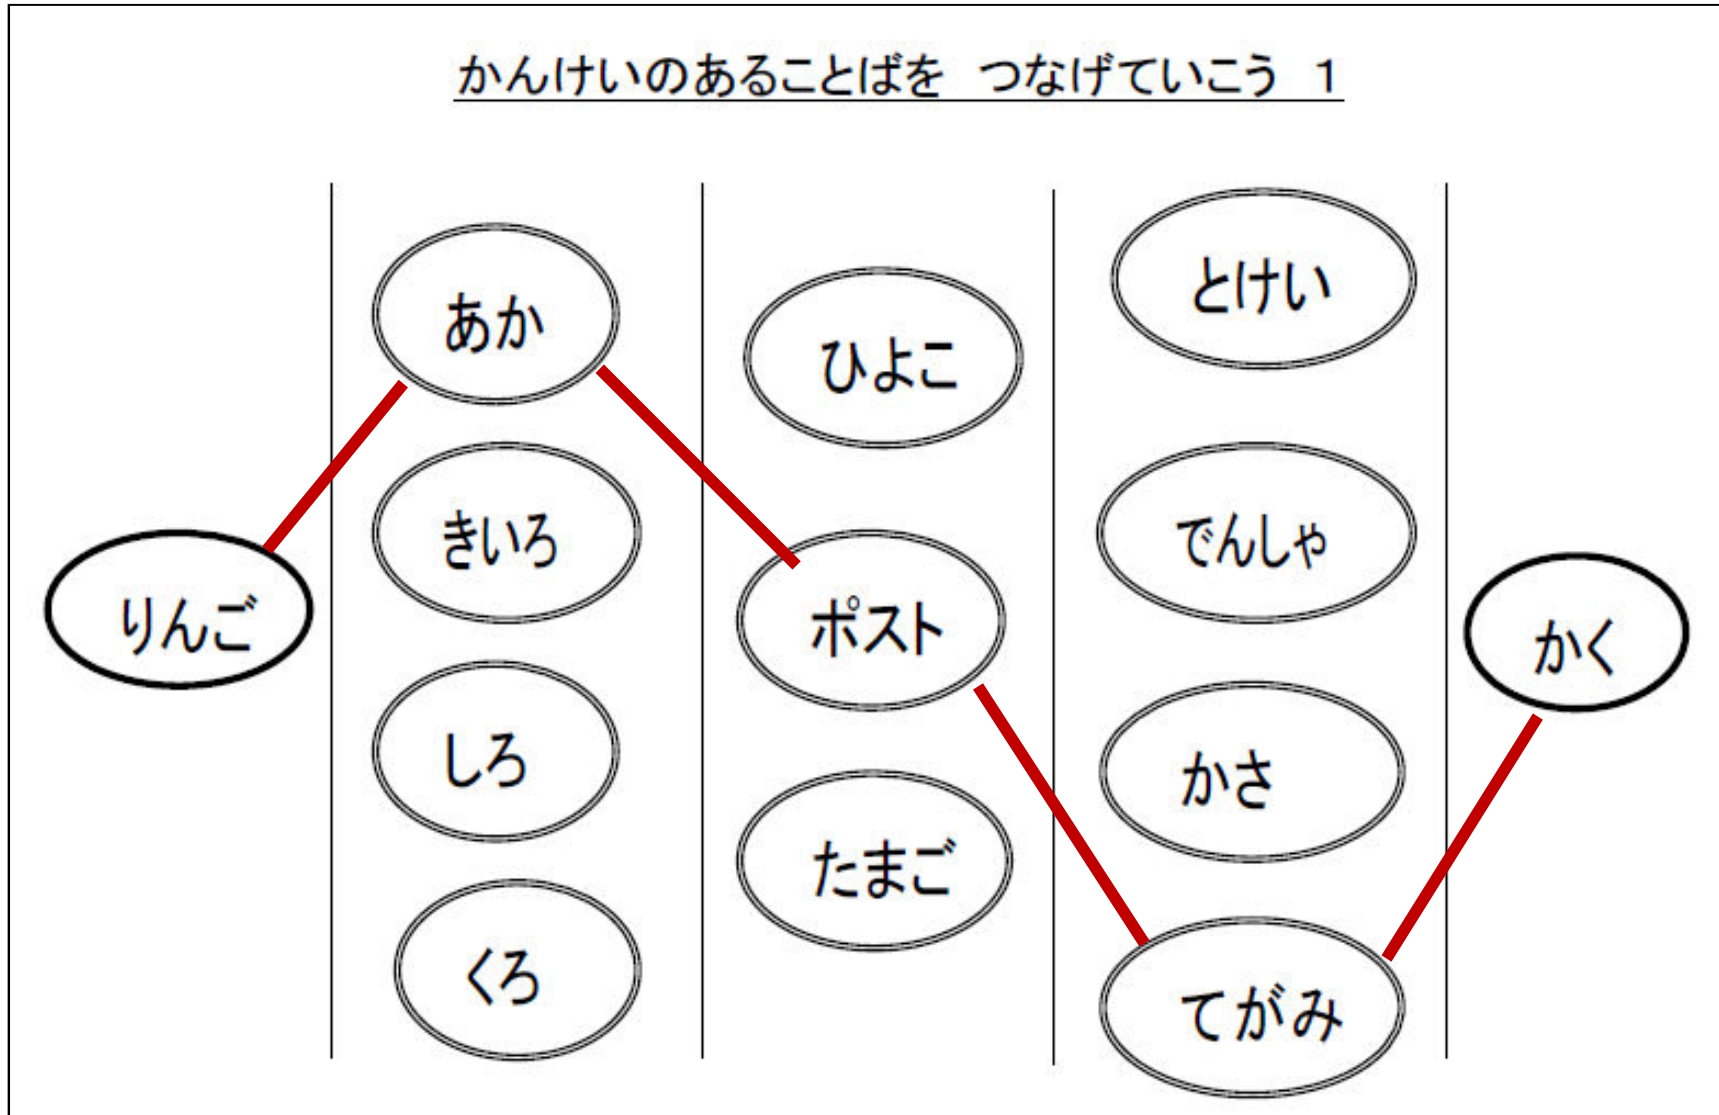 かんけいのあることばを　つなげていこう　1
りんご
あか
きいろ
しろ
くろ
ひよこ
ポスト
たまご
とけい
でんしゃ
かさ
てがみ
かく